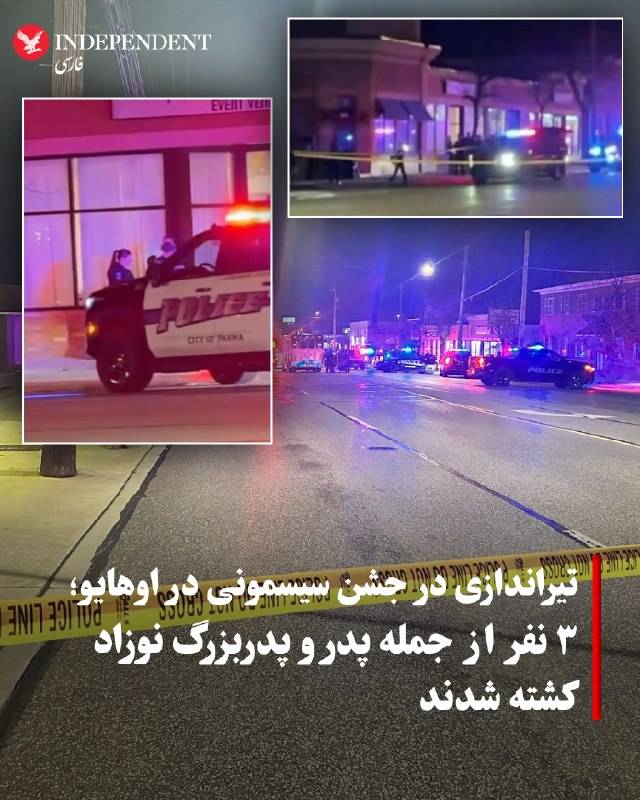 INDEPENDENT
فارسی
EVENT VEN
POLICE
CITY OF PARMA
POLICE
POLICE LINE DO NOT CROSS
تیراندازی در جشن سیسمونی در اوهایو؛
۳ نفر از جمله پدر و پدربزرگ نوزاد
کشته شدند